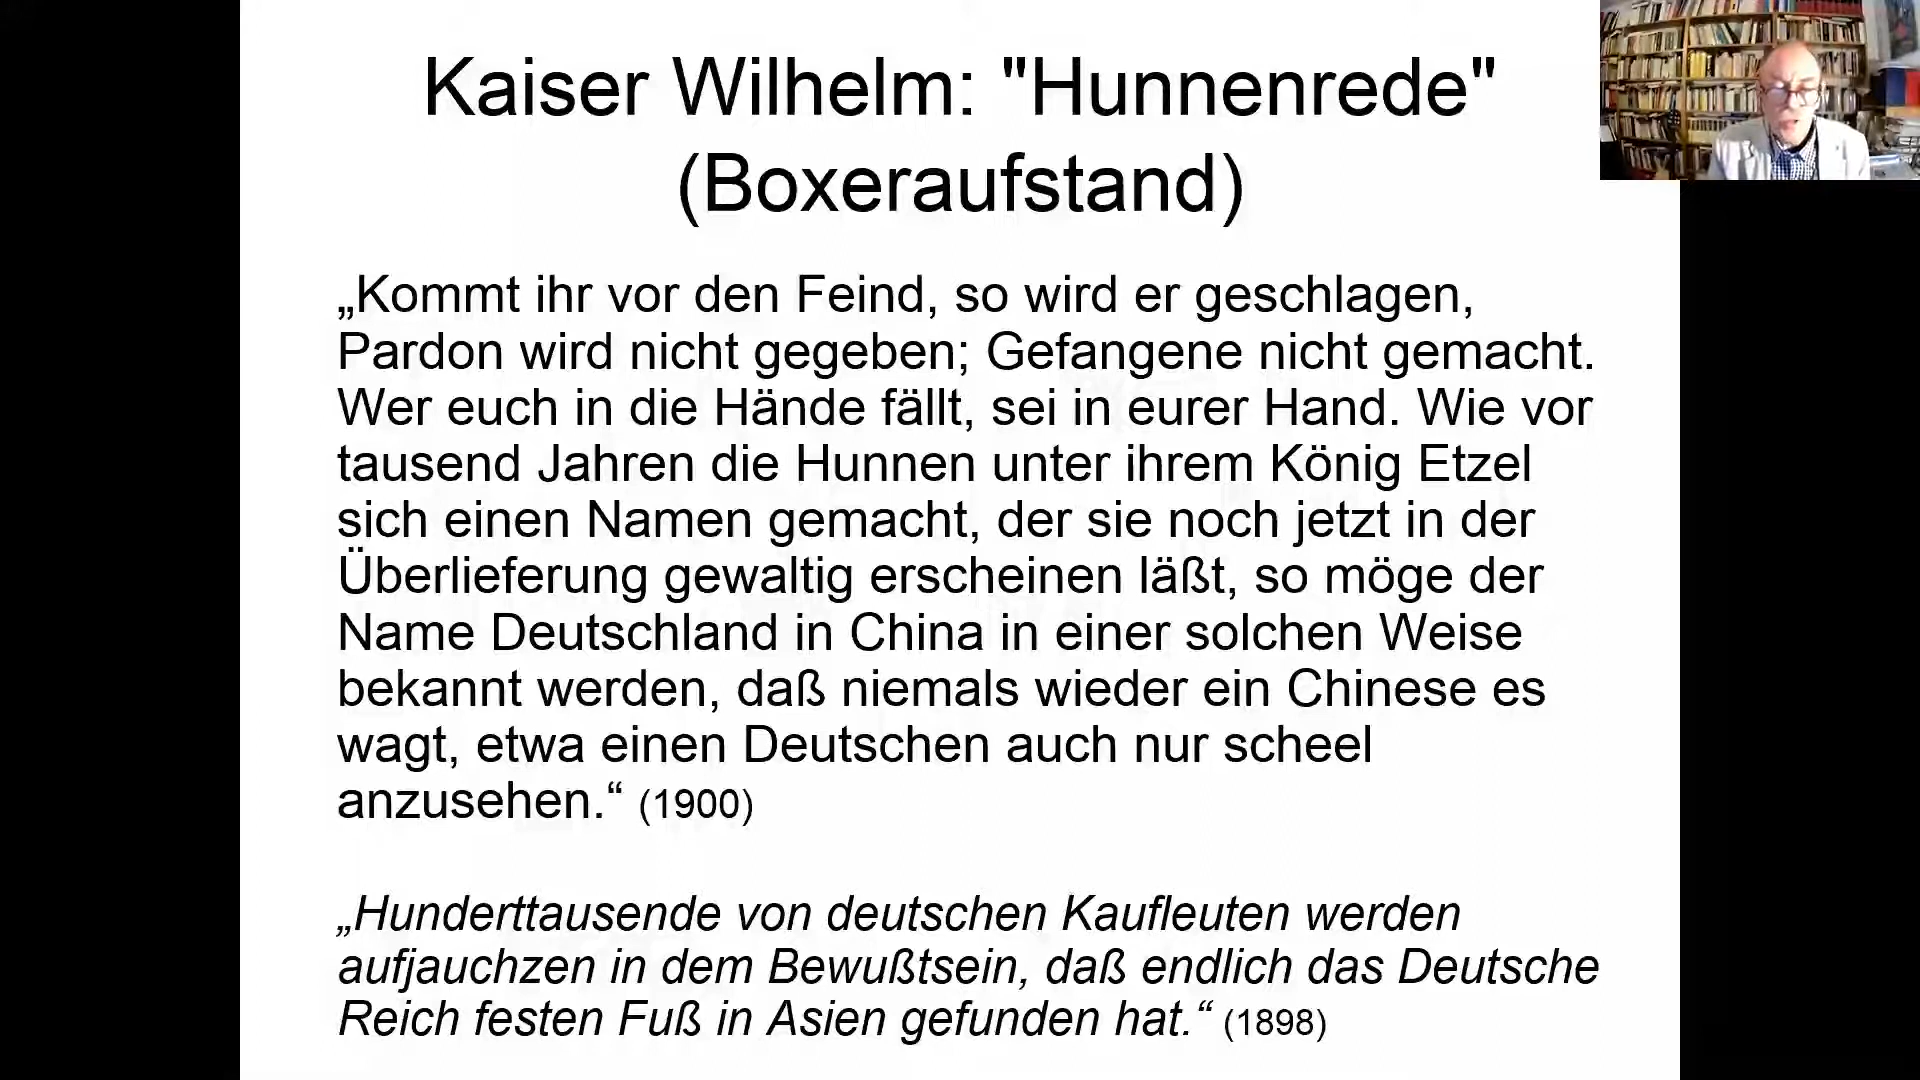 Kaiser Wilhelm: "Hunnenrede"
(Boxeraufstand)
„Kommt ihr vor den Feind, so wird er geschlagen,
Pardon wird nicht gegeben; Gefangene nicht gemacht.
Wer euch in die Hände fällt, sei in eurer Hand. Wie vor
tausend Jahren die Hunnen unter ihrem König Etzel
sich einen Namen gemacht, der sie noch jetzt in der
Überlieferung gewaltig erscheinen läßt, so möge der
Name Deutschland in China in einer solchen Weise
bekannt werden, daß niemals wieder ein Chinese es
wagt, etwa einen Deutschen auch nur scheel
anzusehen.“ (1900)
„Hunderttausende von deutschen Kaufleuten werden
aufjauchzen in dem Bewußtsein, daß endlich das Deutsche
Reich festen Fuß in Asien gefunden hat.“ (1898)